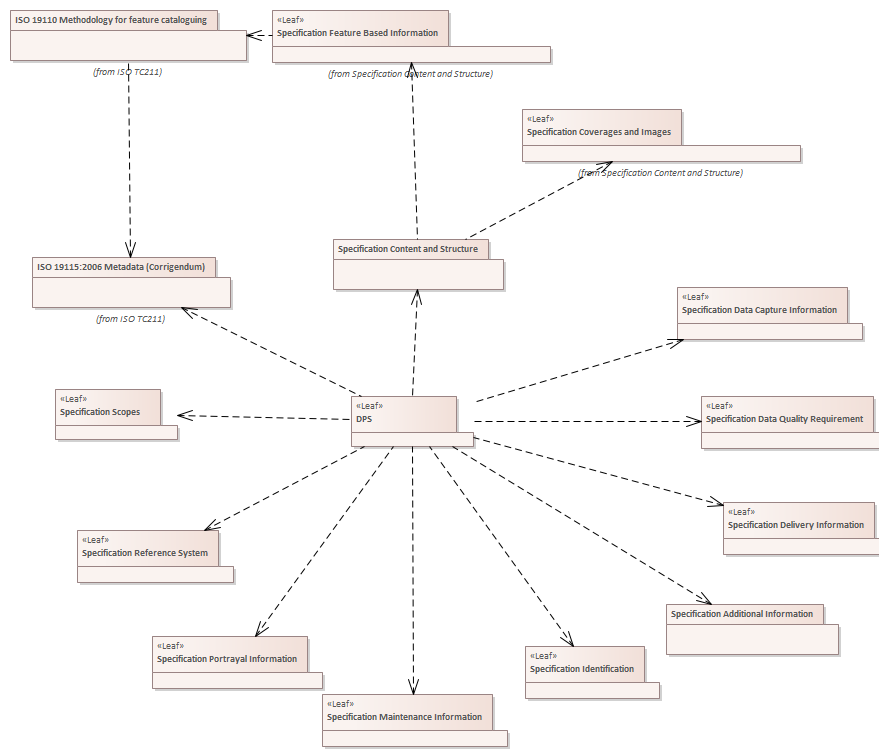 ISO 19110 Methodology for feature cataloguing
(from ISO TC211)
«Leaf»
Specification Feature Based Information
(from Specification Content and Structure)
«Leaf»
Specification Coverages and Images
(from Specification Content and Structure)
Specification Content and Structure
ISO 19115:2006 Metadata (Corrigendum)
(from ISO TC211)
«Leaf»
Specification Data Capture Information
«Leaf»
Specification Scopes
«Leaf»
DPS
«Leaf»
Specification Data Quality Requirement
«Leaf»
Specification Delivery Information
«Leaf»
Specification Reference System
Specification Additional Information
«Leaf»
Specification Portrayal Information
«Leaf»
Specification Identification
«Leaf»
Specification Maintenance Information